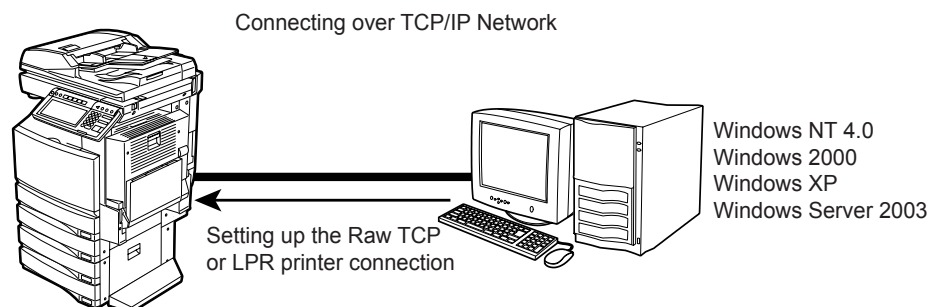 Connecting over TCP/IP Network
Windows NT 4.0
Windows 2000
Windows XP
Windows Server 2003
Setting up the Raw TCP
or LPR printer connection